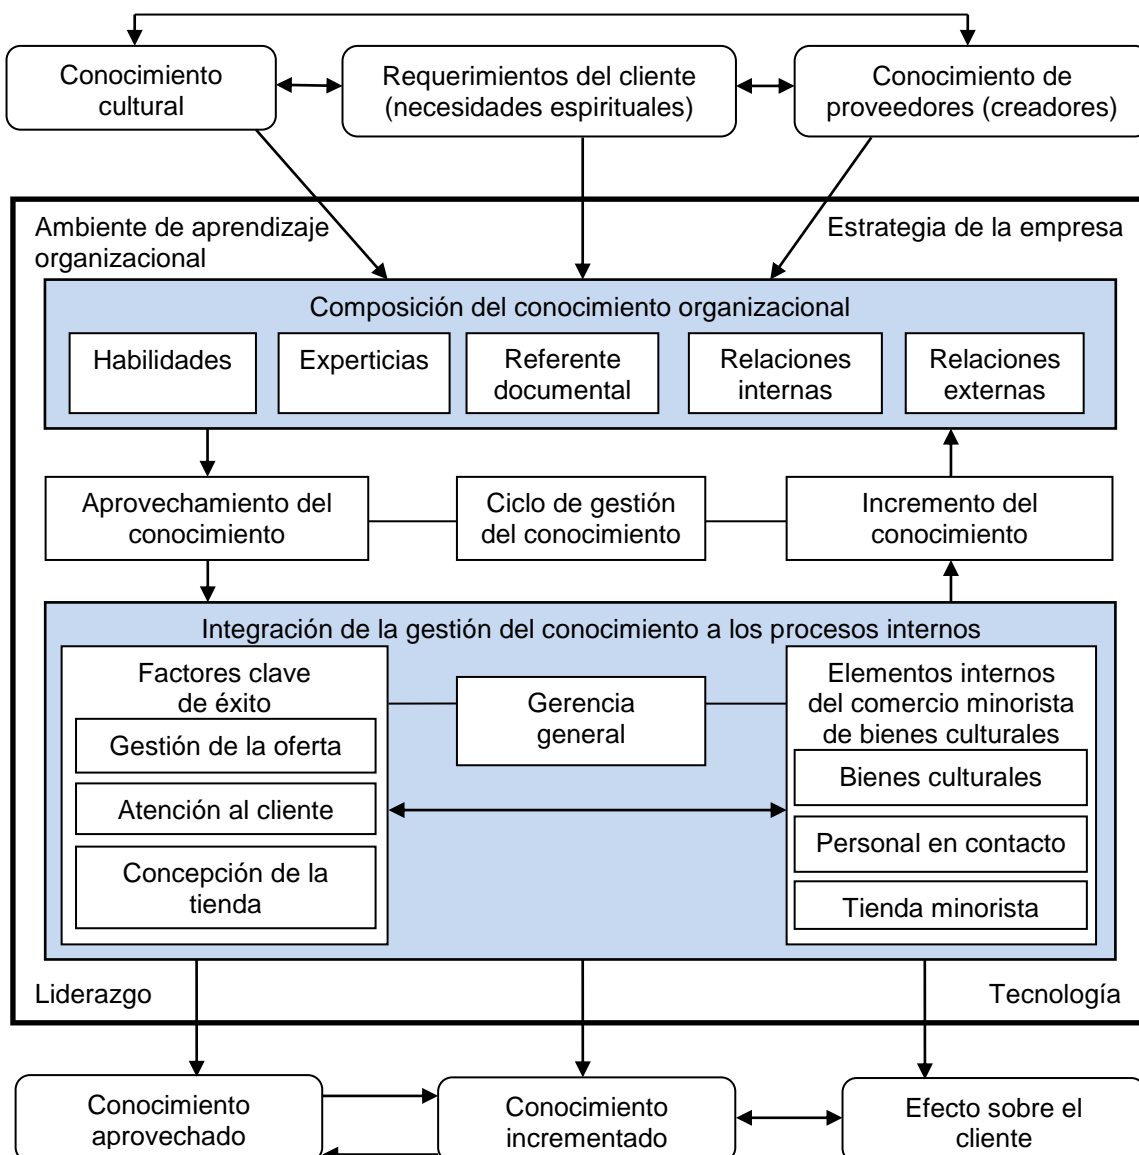 Conocimiento
cultural
Requerimientos del cliente
(necesidades espirituales)
Conocimiento de
proveedores (creadores)
Ambiente de aprendizaje
organizacional
Estrategia de la empresa
Composición del conocimiento organizacional
Habilidades
Experticias
Referente
documental
Relaciones
internas
Relaciones
externas
Aprovechamiento del
conocimiento
Ciclo de gestión
del conocimiento
Incremento del
conocimiento
Integración de la gestión del conocimiento a los procesos internos
Factores clave
de éxito
Gestión de la oferta
Atención al cliente
Concepción de la
tienda
Gerencia
general
Elementos internos
del comercio minorista
de bienes culturales
Bienes culturales
Personal en contacto
Tienda minorista
Liderazgo
Tecnología
Conocimiento
aprovechado
Conocimiento
incrementado
Efecto sobre el
cliente